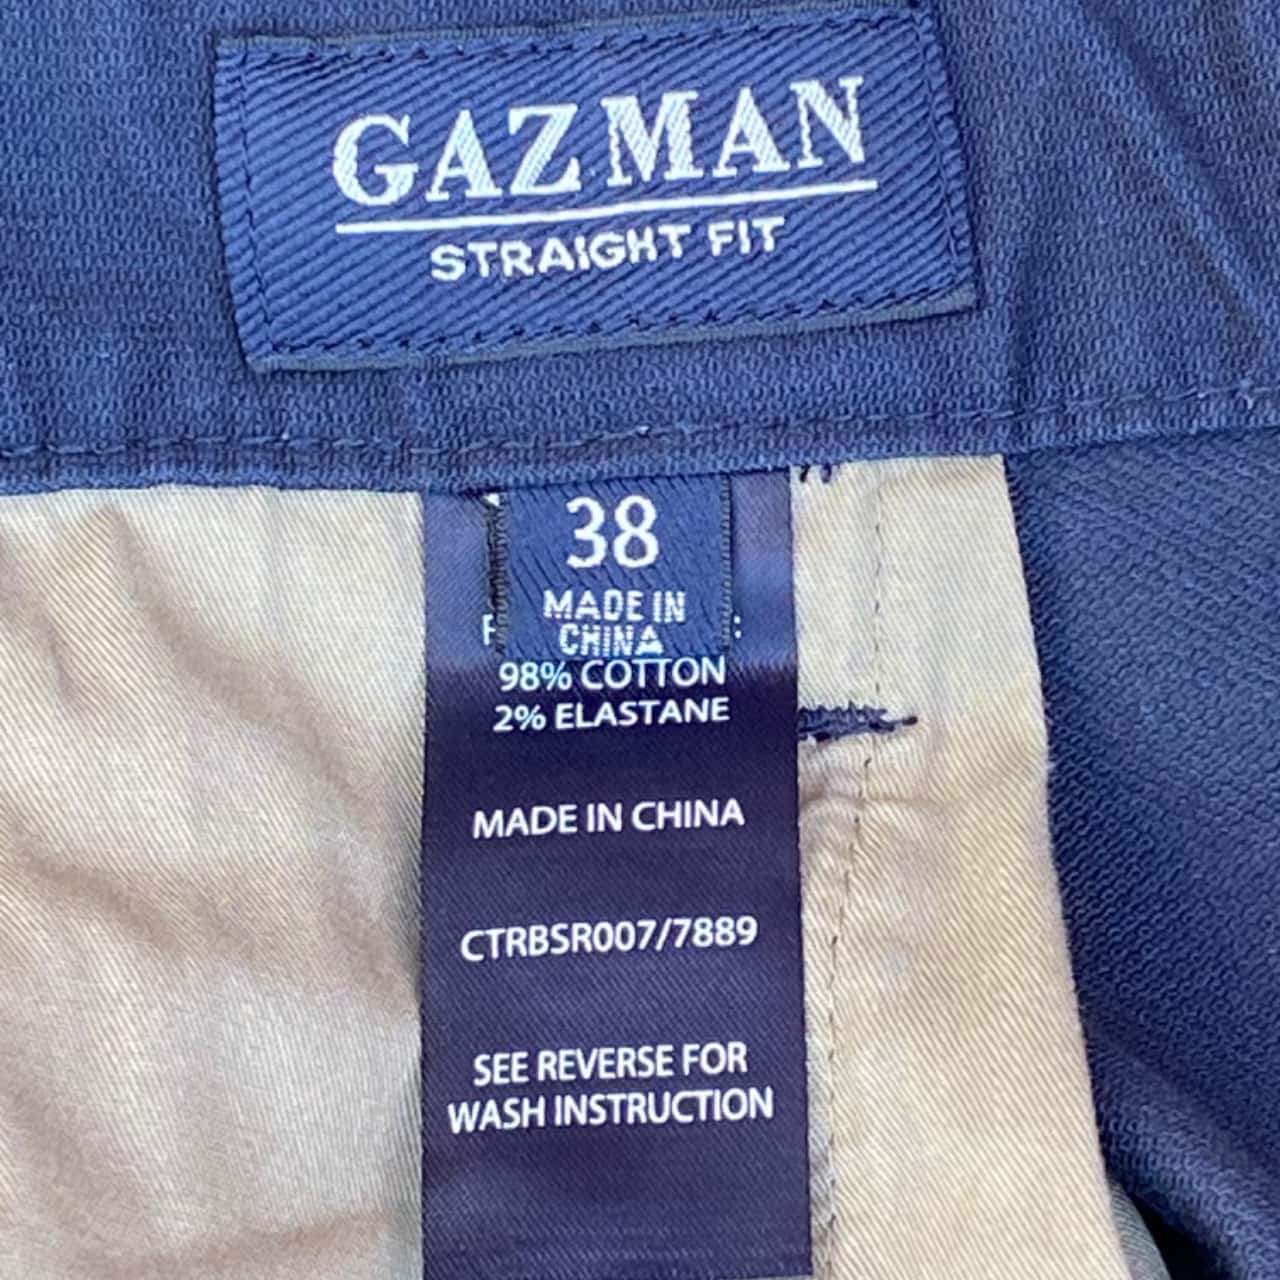 GAZMAN
STRAIGHT FIT
38
MADE IN
CHINA
98% COTTON
2% ELASTANE
MADE IN CHINA
CTRBSR007/7889
SEE REVERSE FOR
WASH INSTRUCTION